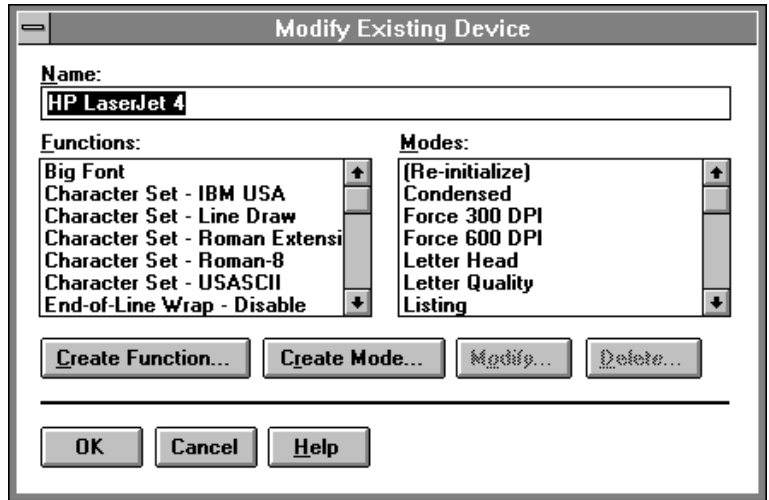 Modify Existing Device
Name:
HP LaserJet 4
Functions:
Big Font
Character Set - IBM USA
Character Set - Line Draw
Character Set - Roman Extensi
Character Set - Roman-8
Character Set - USASCII
End-of-Line Wrap - Disable
Modes:
(Re-initialize)
Condensed
Force 300 DPI
Force 600 DPI
Letter Head
Letter Quality
Listing
Create Function... Create Mode... Modify... Delete...
OK Cancel Help